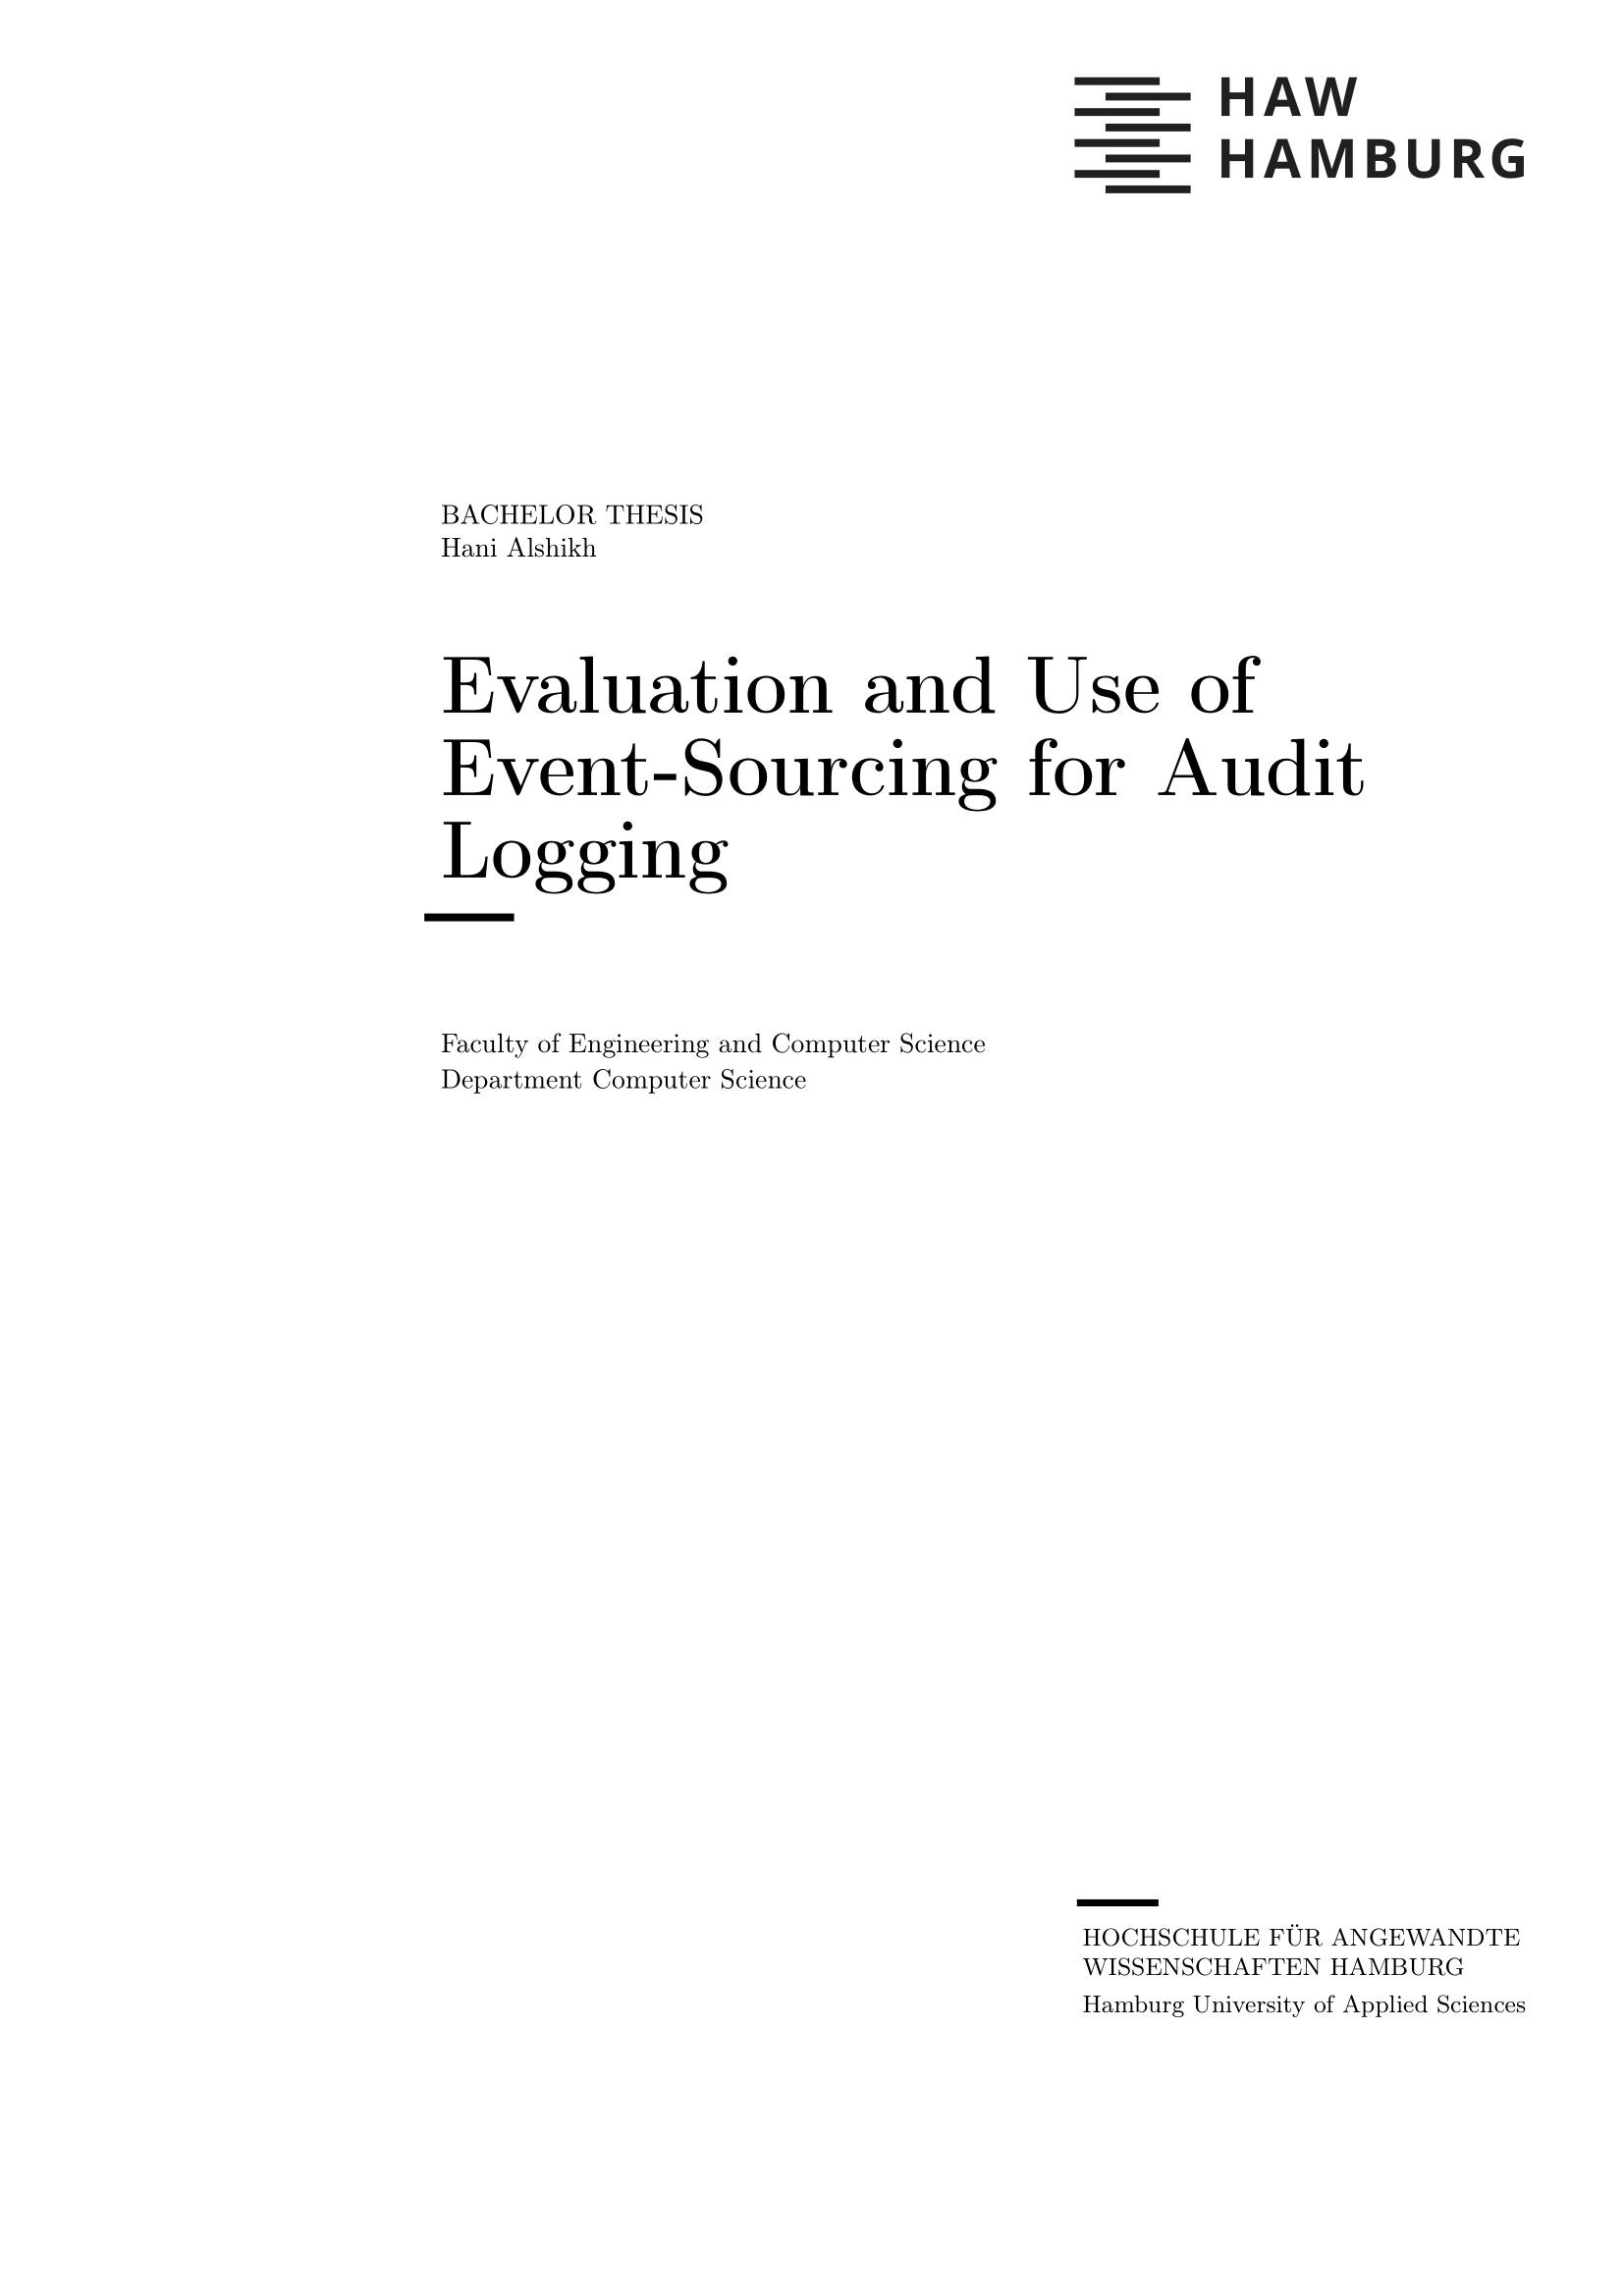 HAW
HAMBURG
BACHELOR THESIS
Hani Alshikh
Evaluation and Use of
Event-Sourcing for Audit
Logging
Faculty of Engineering and Computer Science
Department Computer Science
HOCHSCHULE FÜR ANGEWANDTE
WISSENSCHAFTEN HAMBURG
Hamburg University of Applied Sciences